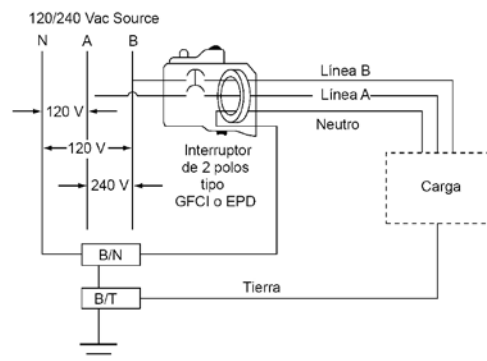 120/240 Vac Source
N A B
120 V
120 V
240 V
Línea B
Línea A
Neutro
Interruptor
de 2 polos
tipo
GFCI o EPD
Carga
B/N
B/T
Tierra